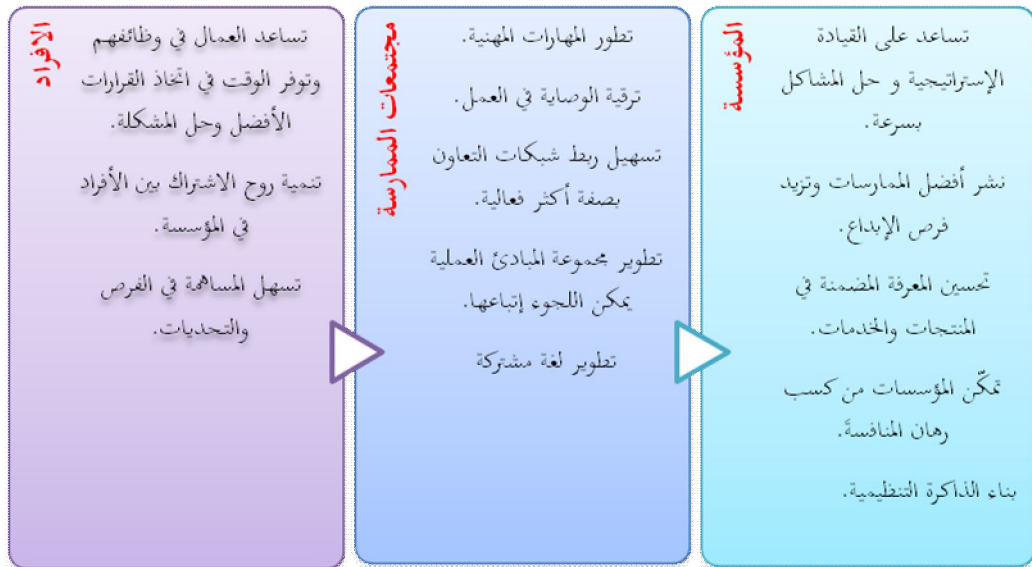 المؤسسة
تساعد على القيادة
الإستراتيجية و حل المشاكل
بسرعة.
نشر أفضل الممارسات وتزيد
فرص الإبداع.
تحسين المعرفة المضمنة في
المنتجات والخدمات.
تمكّن المؤسسات من كسب
رهان المنافسةَ.
بناء الذاكرة التنظيمية.
مجتمعات الممارسة
تطور المهارات المهنية.
ترقية الوصاية في العمل.
تسهيل ربط شبكات التعاون
بصفة أكثر فعالية.
تطوير مجموعة المبادئ العملية
يمكن اللجوء إتباعها.
تطوير لغة مشتركة
الافراد
تساعد العمال في وظائفهم
وتوفر الوقت في اتخاذ القرارات
الأفضل وحل المشكلة.
تنمية روح الاشتراك بين الأفراد
في المؤسسة.
تسهل المساهمة في الفرص
والتحديات.